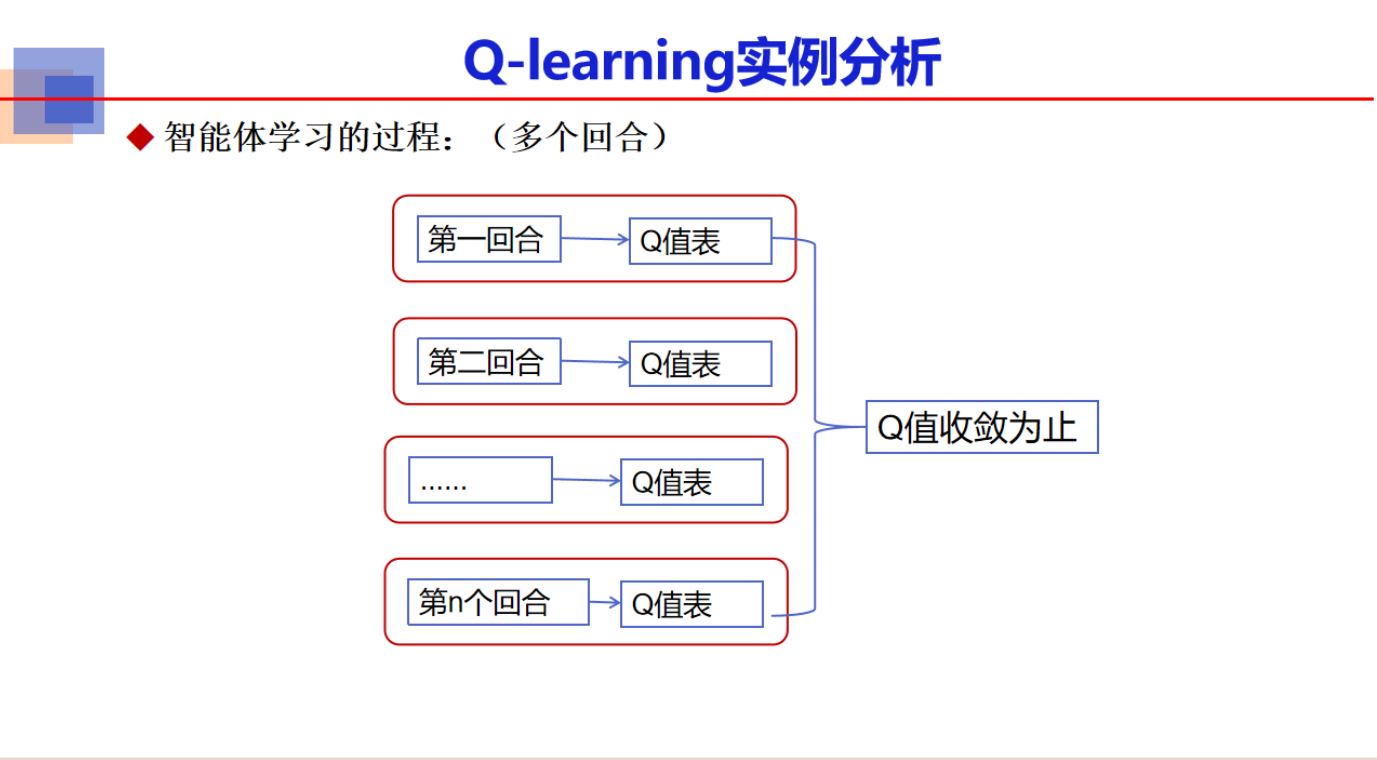 Q-learning实例分析
智能体学习的过程：（多个回合）
第一回合
Q值表
第二回合
Q值表
......
Q值表
第n个回合
Q值表
Q值收敛为止